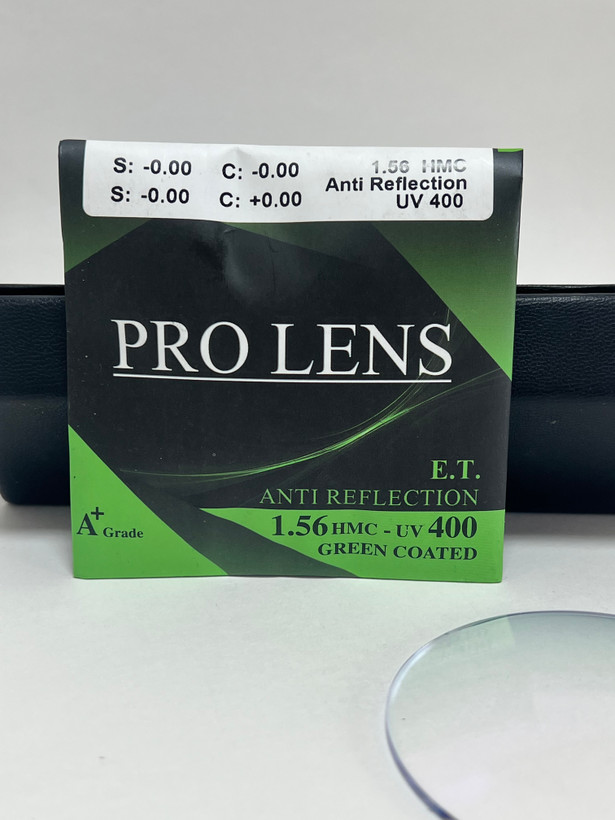 S: -0.00 C: -0.00 1.56 HMC
S: -0.00 C: +0.00 Anti Reflection
UV 400
PRO LENS
E.T.
ANTI REFLECTION
A+ Grade
1.56 HMC - UV 400
GREEN COATED